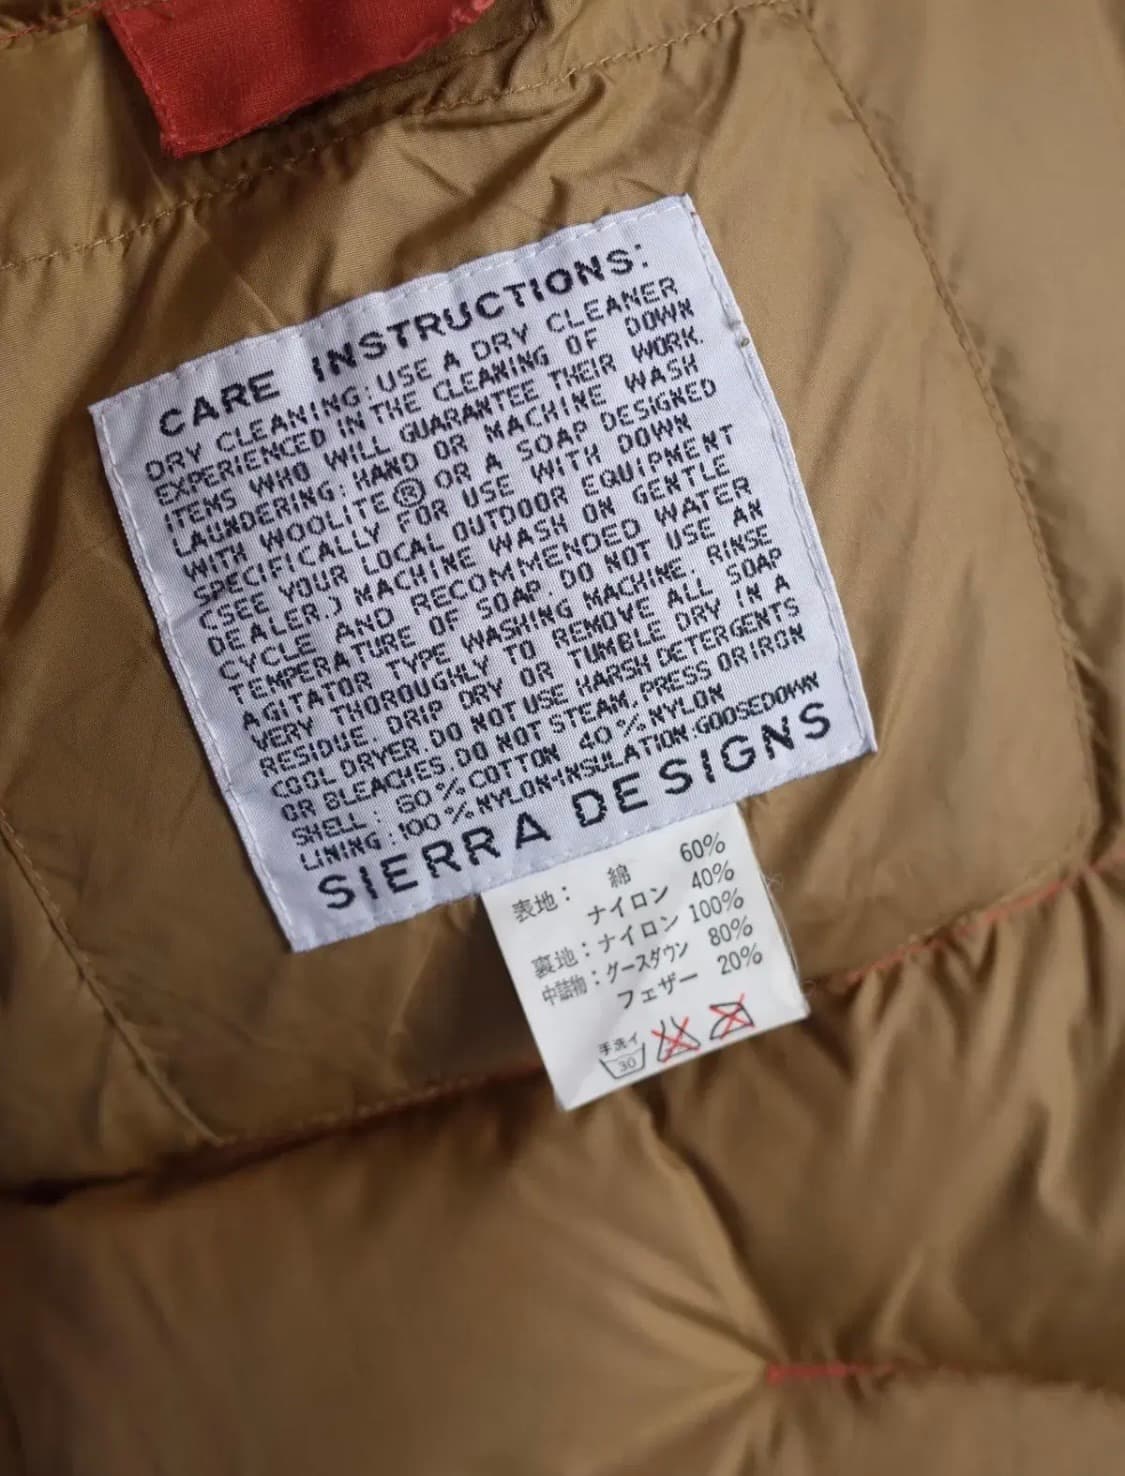 CARE INSTRUCTIONS:
DRY CLEANING: USE A DRY CLEANER
EXPERIENCED IN THE CLEANING OF DOWN
ITEMS WHO WILL GUARANTEE THEIR WORK.
LAUNDERING: HAND OR MACHINE WASH
WITH WOOLITE® OR A SOAP DESIGNED
SPECIFICALLY FOR USE WITH DOWN
(SEE YOUR LOCAL OUTDOOR EQUIPMENT
DEALER.) MACHINE WASH ON GENTLE
CYCLE AND RECOMMENDED WATER
TEMPERATURE OF SOAP. DO NOT USE AN
AGITATOR TYPE WASHING MACHINE. RINSE
VERY THOROUGHLY TO REMOVE ALL SOAP
RESIDUE. DRIP DRY OR TUMBLE DRY IN A
COOL DRYER. DO NOT USE HARSH DETERGENTS
OR BLEACHES. DO NOT STEAM, PRESS OR IRON
SHELL: 60% COTTON 40% NYLON
LINING: 100% NYLON-INSULATION: GOOSEDOWN
SIERRA DESIGNS
表地: 綿 60%
ナイロン 40%
裏地: ナイロン 100%
中詰物: グースダウン 80%
フェザー 20%
手洗イ
30